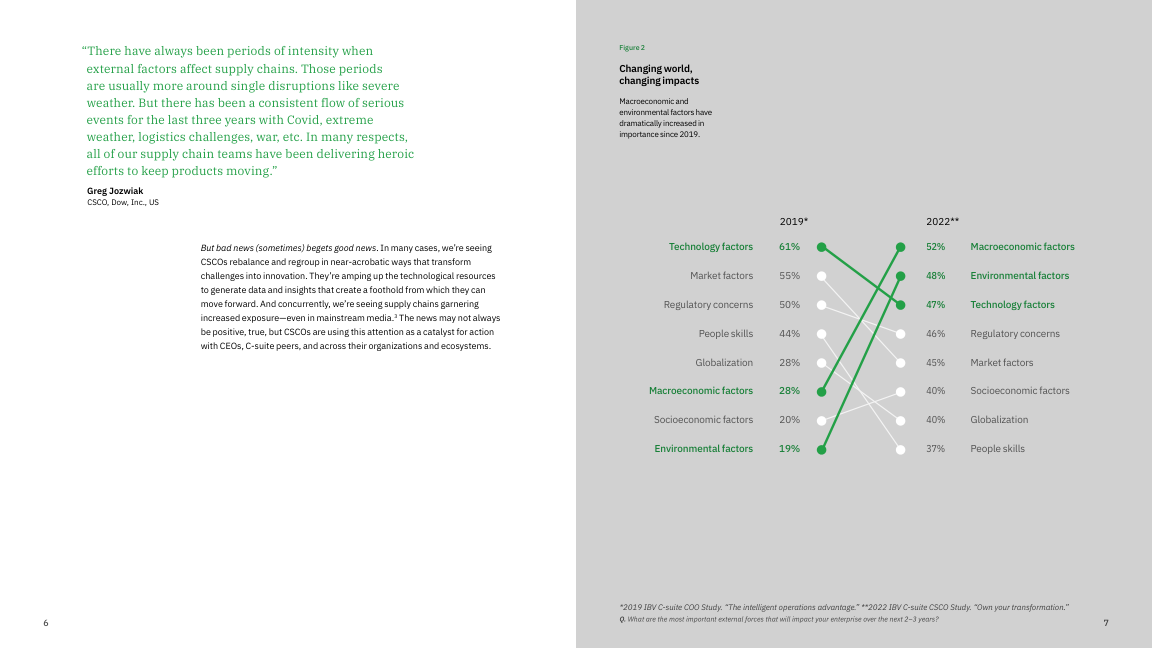 “There have always been periods of intensity when
external factors affect supply chains. Those periods
are usually more around single disruptions like severe
weather. But there has been a consistent flow of serious
events for the last three years with Covid, extreme
weather, logistics challenges, war, etc. In many respects,
all of our supply chain teams have been delivering heroic
efforts to keep products moving.”
Greg Jozwiak
CSCO, Dow, Inc., US
But bad news (sometimes) begets good news. In many cases, we’re seeing
CSCOs rebalance and regroup in near-acrobatic ways that transform
challenges into innovation. They’re amping up the technological resources
to generate data and insights that create a foothold from which they can
move forward. And concurrently, we’re seeing supply chains garnering
increased exposure—even in mainstream media.³ The news may not always
be positive, true, but CSCOs are using this attention as a catalyst for action
with CEOs, C-suite peers, and across their organizations and ecosystems.
6
Figure 2
Changing world,
changing impacts
Macroeconomic and
environmental factors have
dramatically increased in
importance since 2019.
2019* 2022**
Technology factors 61% 52% Macroeconomic factors
Market factors 55% 48% Environmental factors
Regulatory concerns 50% 47% Technology factors
People skills 44% 46% Regulatory concerns
Globalization 28% 45% Market factors
Macroeconomic factors 28% 40% Socioeconomic factors
Socioeconomic factors 20% 40% Globalization
Environmental factors 19% 37% People skills
*2019 IBV C-suite COO Study. “The intelligent operations advantage.” **2022 IBV C-suite CSCO Study. “Own your transformation.”
Q. What are the most important external forces that will impact your enterprise over the next 2–3 years?
7